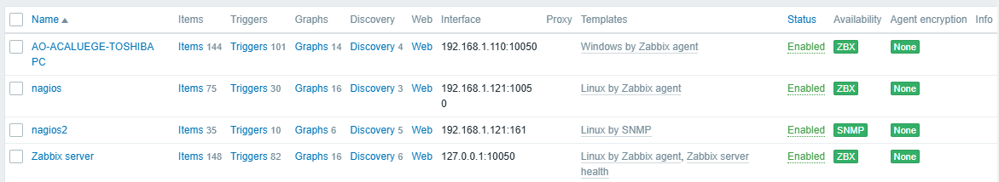 Name Items Triggers Graphs Discovery Web Interface Proxy Templates Status Availability Agent encryption Info
AO-ACALUEGE-TOSHIBA Items 144 Triggers 101 Graphs 14 Discovery 4 Web 192.168.1.110:10050 Windows by Zabbix agent Enabled ZBX None
PC
nagios Items 75 Triggers 30 Graphs 16 Discovery 3 Web 192.168.1.121:1005 Linux by Zabbix agent Enabled ZBX None
0
nagios2 Items 35 Triggers 10 Graphs 6 Discovery 5 Web 192.168.1.121:161 Linux by SNMP Enabled SNMP None
Zabbix server Items 148 Triggers 82 Graphs 16 Discovery 6 Web 127.0.0.1:10050 Linux by Zabbix agent, Zabbix server Enabled ZBX None
health